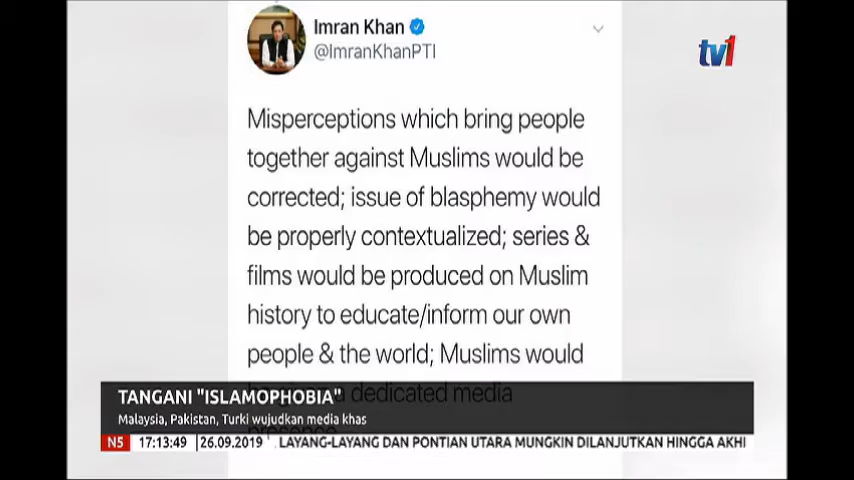 Imran Khan
@ImranKhanPTI
tv1
Misperceptions which bring people
together against Muslims would be
corrected; issue of blasphemy would
be properly contextualized; series &
films would be produced on Muslim
history to educate/inform our own
people & the world; Muslims would
a dedicated media
TANGANI "ISLAMOPHOBIA"
Malaysia, Pakistan, Turki wujudkan media khas
N5 17:13:49 26.09.2019 . LAYANG-LAYANG DAN PONTIAN UTARA MUNGKIN DILANJUTKAN HINGGA AKHI